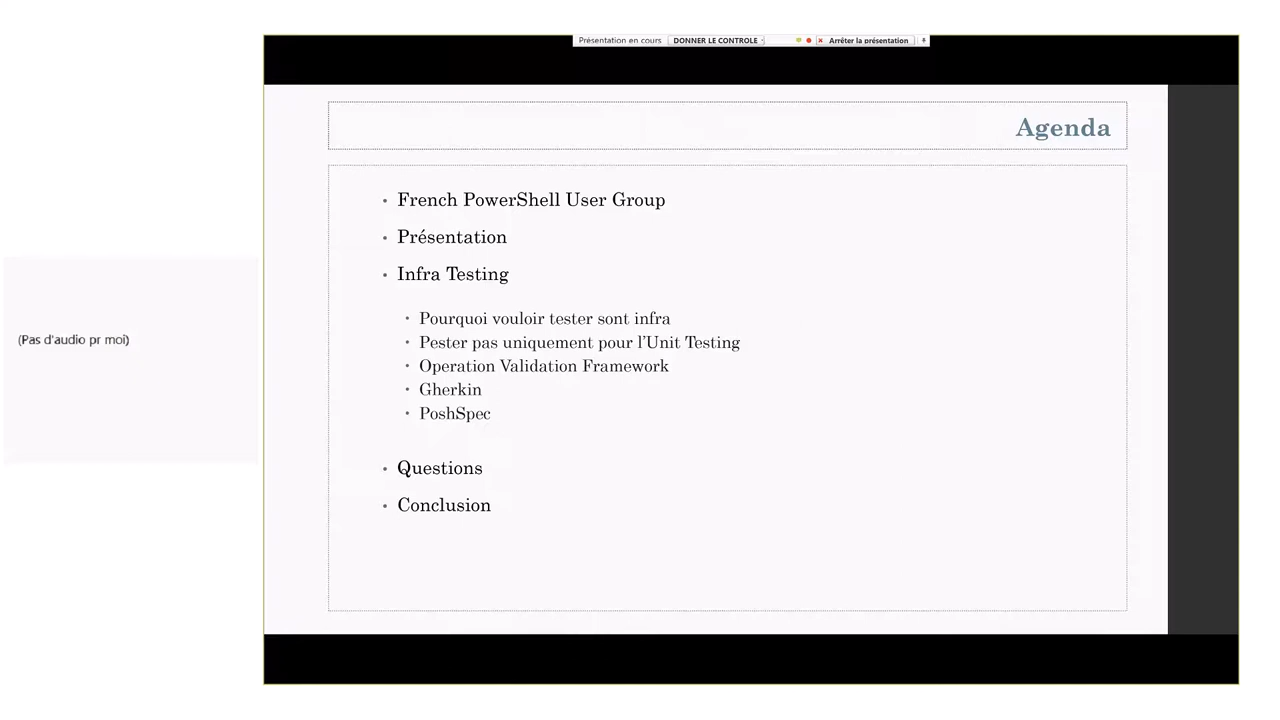 Présentation en cours DONNER LE CONTROLE Arrêter la présentation
Agenda
• French PowerShell User Group
• Présentation
• Infra Testing
• Pourquoi vouloir tester sont infra
• Pester pas uniquement pour l'Unit Testing
• Operation Validation Framework
• Gherkin
• PoshSpec
• Questions
• Conclusion
(Pas d'audio pr moi)